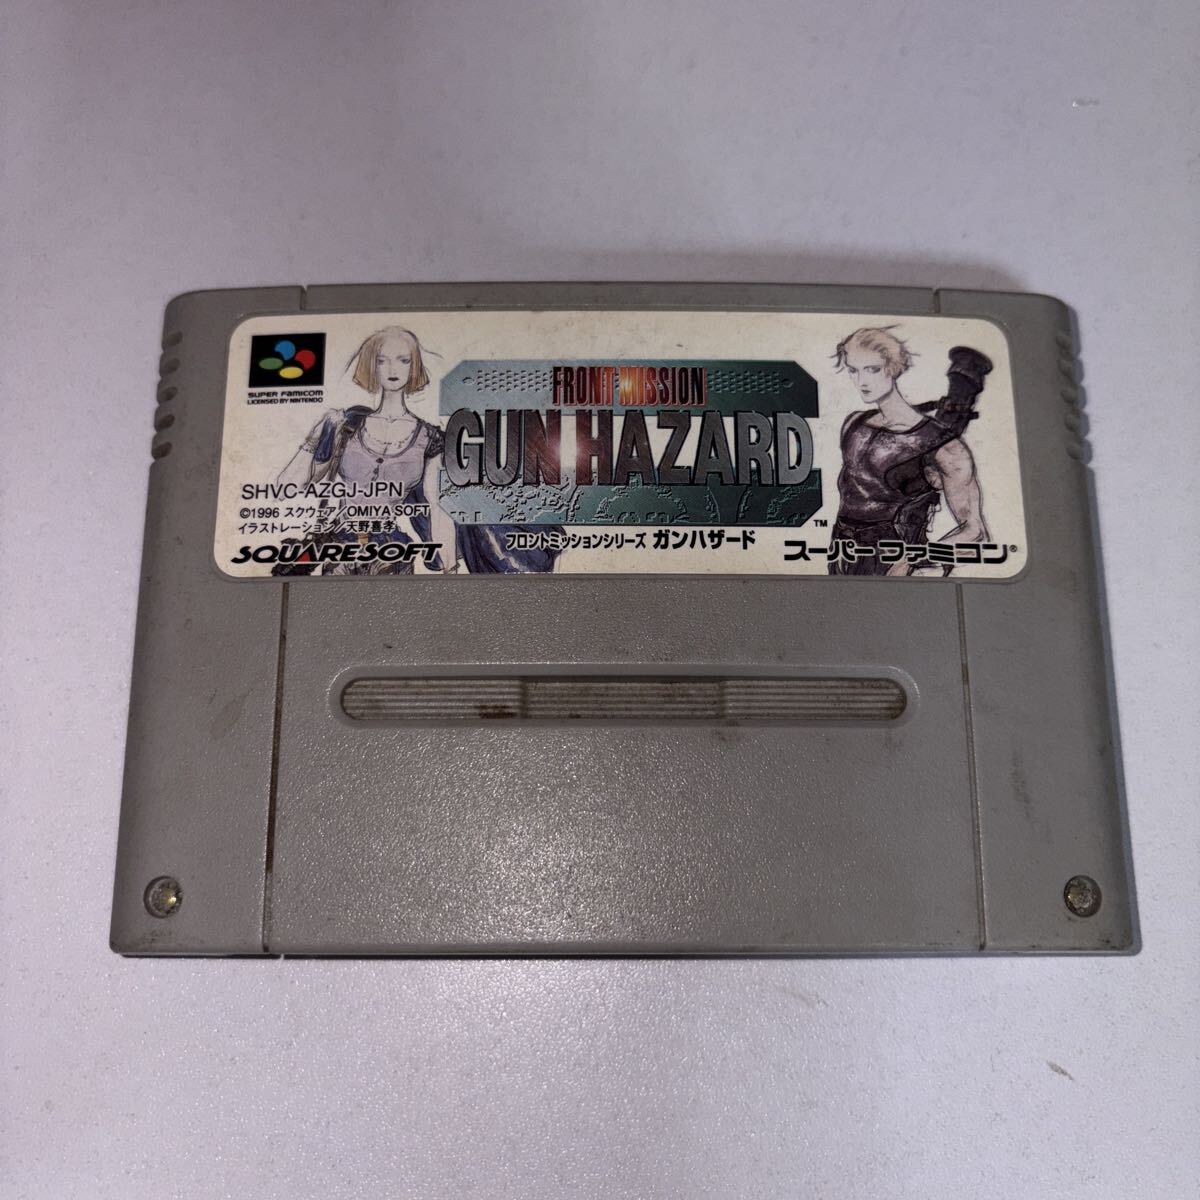 SUPER FAMICOM
LICENSED BY NINTENDO
FRONT MISSION
GUN HAZARD
SHVC-AZGJ-JPN
©1996 スクウェア/OMIYA SOFT
イラストレーション/天野喜孝
SQUARESOFT
フロントミッションシリーズ ガンハザード
TM
スーパーファミコン®